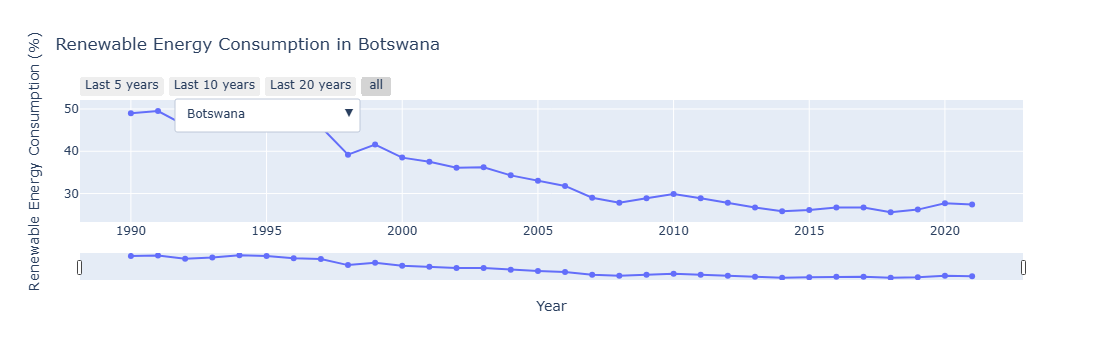 Renewable Energy Consumption in Botswana
Last 5 years Last 10 years Last 20 years all
Botswana ▼
Renewable Energy Consumption (%)
50
40
30
1990 1995 2000 2005 2010 2015 2020
Year